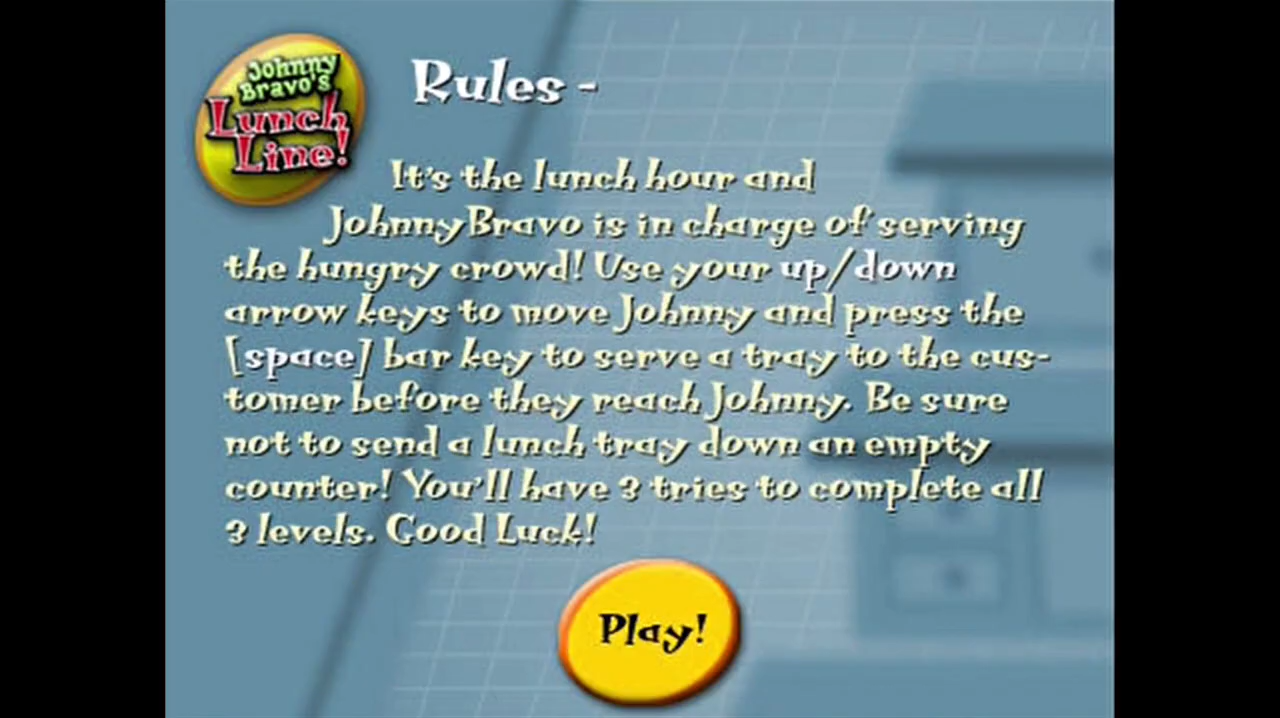 Johnny
Bravo's
Lunch
Line!
Rules -
It's the lunch hour and
Johnny Bravo is in charge of serving
the hungry crowd! Use your up/down
arrow keys to move Johnny and press the
[space] bar key to serve a tray to the cus-
tomer before they reach Johnny. Be sure
not to send a lunch tray down an empty
counter! You'll have 3 tries to complete all
3 levels. Good Luck!
Play!